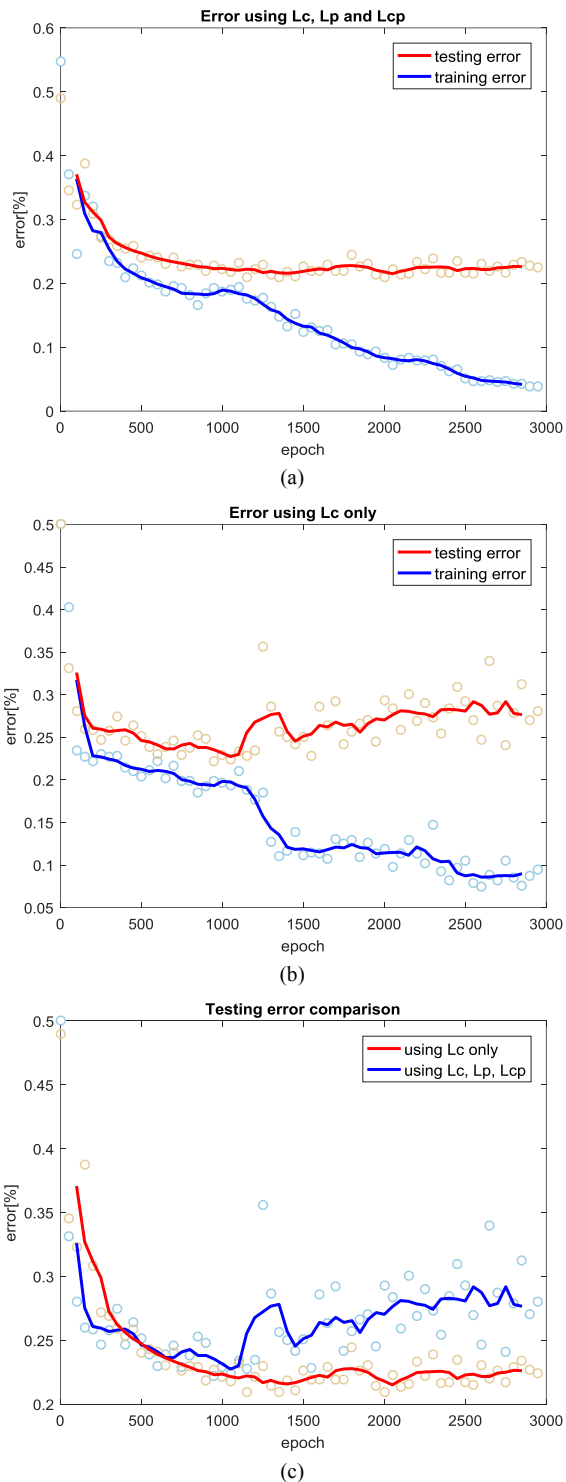 Error using Lc, Lp and Lcp
0.6
testing error
training error
0.5
0.4
error[%]
0.3
0.2
0.1
0
0 500 1000 1500 2000 2500 3000
epoch
(a)
Error using Lc only
0.5
testing error
training error
0.45
0.4
0.35
error[%]
0.3
0.25
0.2
0.15
0.1
0.05
0 500 1000 1500 2000 2500 3000
epoch
(b)
Testing error comparison
0.5
using Lc only
using Lc, Lp, Lcp
0.45
0.4
error[%]
0.35
0.3
0.25
0.2
0 500 1000 1500 2000 2500 3000
epoch
(c)